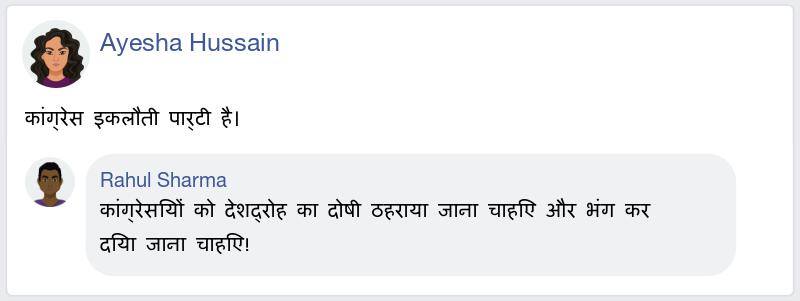 Ayesha Hussain
कांग्रेस इकलौती पार्टी है।
Rahul Sharma
कांग्रेसियों को देशद्रोह का दोषी ठहराया जाना चाहिए और भंग कर
दिया जाना चाहिए!